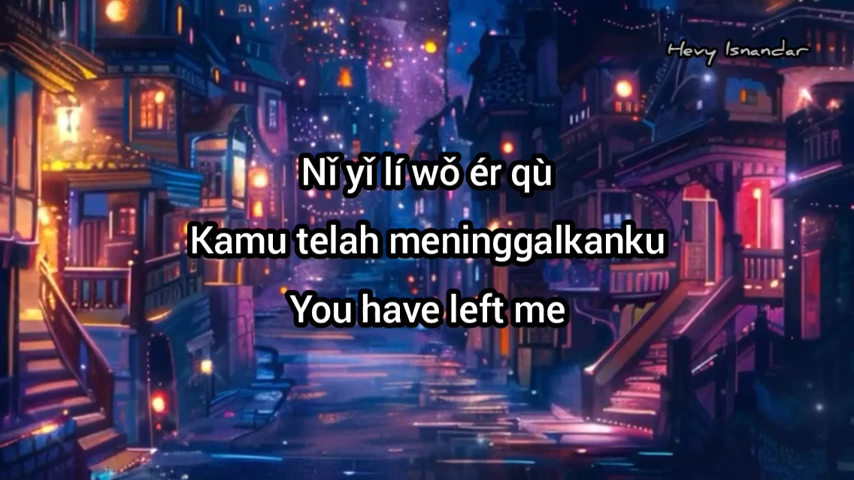 Hevy Isnandar
Nǐ yǐ lí wǒ ér qù
Kamu telah meninggalkanku
You have left me